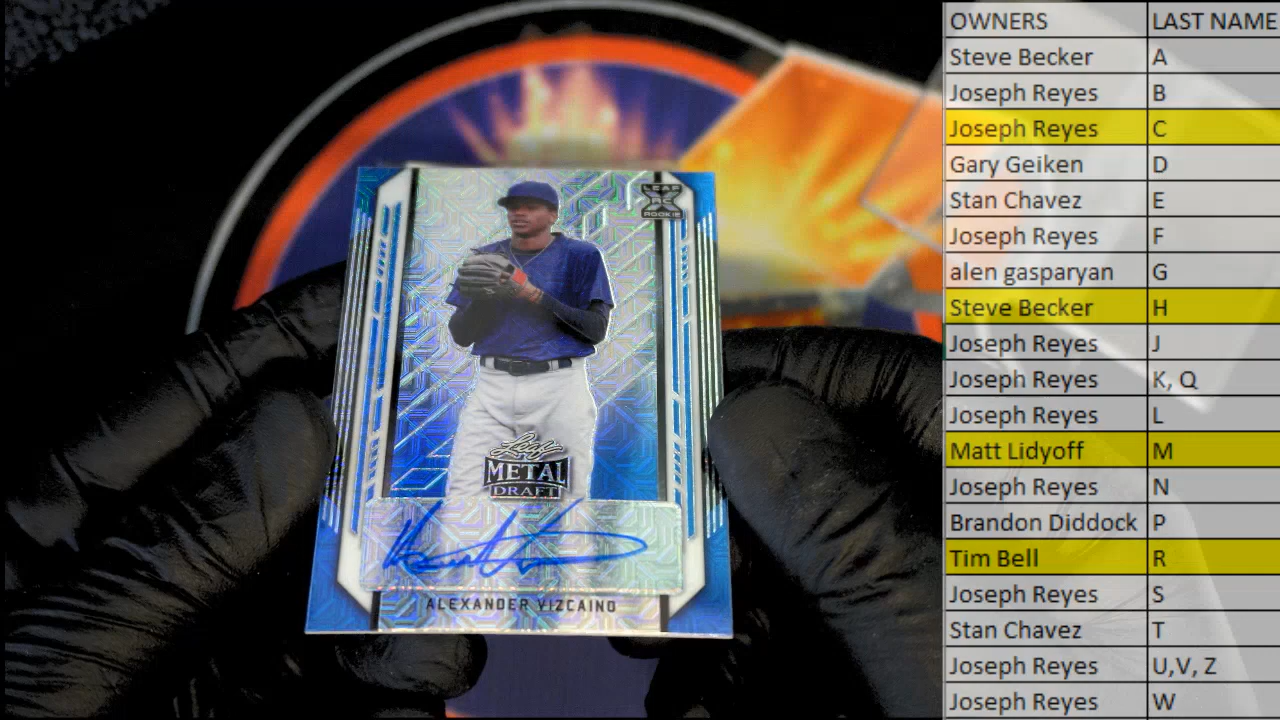 LEAF
RC
ROOKIE
Leaf
METAL
DRAFT
ALEXANDER VIZCAINO
OWNERS LAST NAME
Steve Becker A
Joseph Reyes B
Joseph Reyes C
Gary Geiken D
Stan Chavez E
Joseph Reyes F
alen gasparyan G
Steve Becker H
Joseph Reyes J
Joseph Reyes K, Q
Joseph Reyes L
Matt Lidyoff M
Joseph Reyes N
Brandon Diddock P
Tim Bell R
Joseph Reyes S
Stan Chavez T
Joseph Reyes U,V, Z
Joseph Reyes W